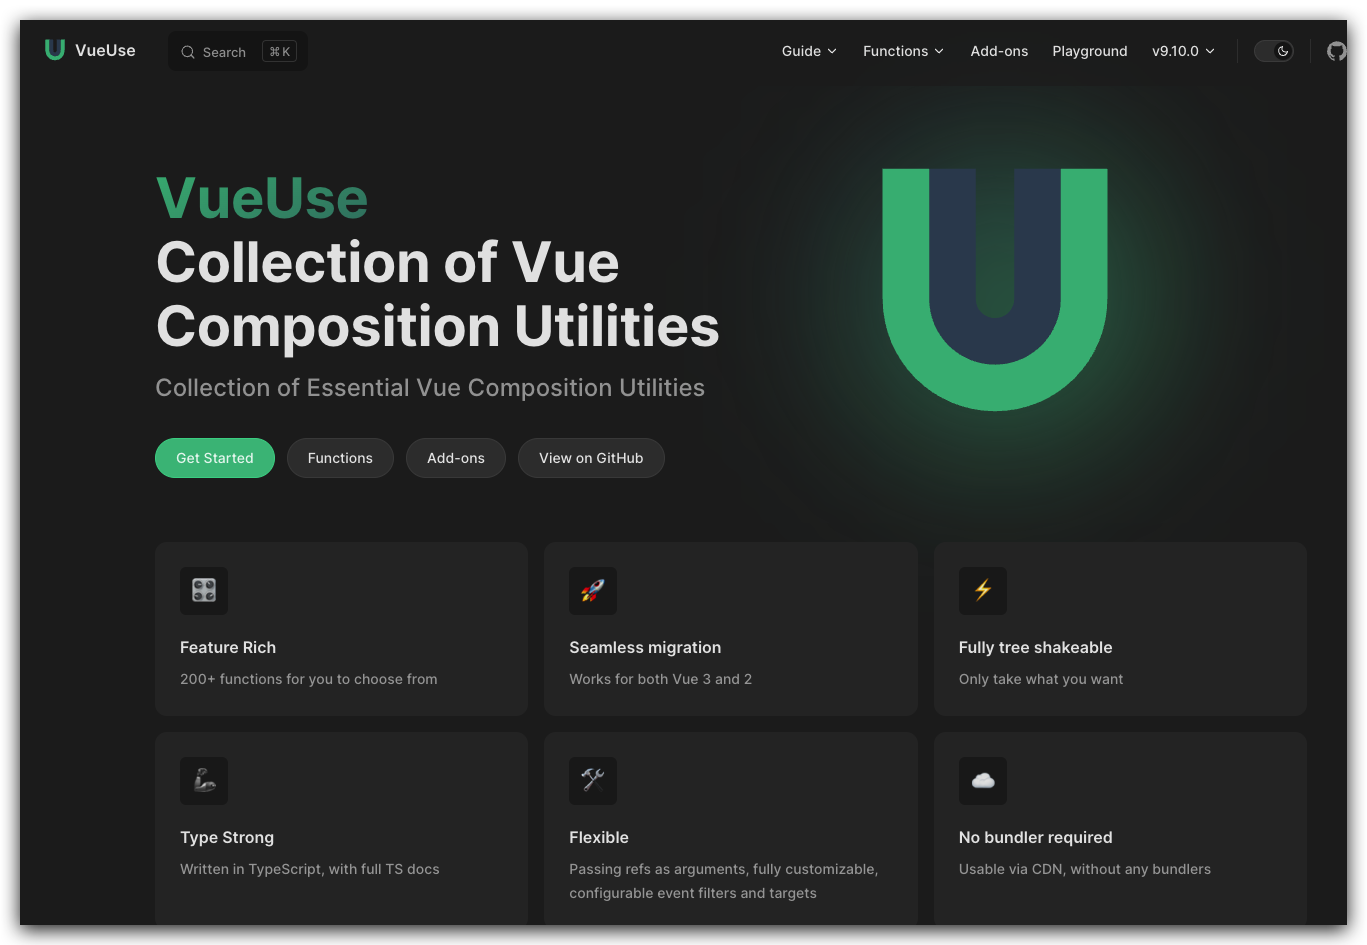 VueUse Search ⌘ K Guide Functions Add-ons Playground v9.10.0
VueUse
Collection of Vue
Composition Utilities
Collection of Essential Vue Composition Utilities
Get Started Functions Add-ons View on GitHub
Feature Rich
200+ functions for you to choose from
Seamless migration
Works for both Vue 3 and 2
Fully tree shakeable
Only take what you want
Type Strong
Written in TypeScript, with full TS docs
Flexible
Passing refs as arguments, fully customizable,
configurable event filters and targets
No bundler required
Usable via CDN, without any bundlers